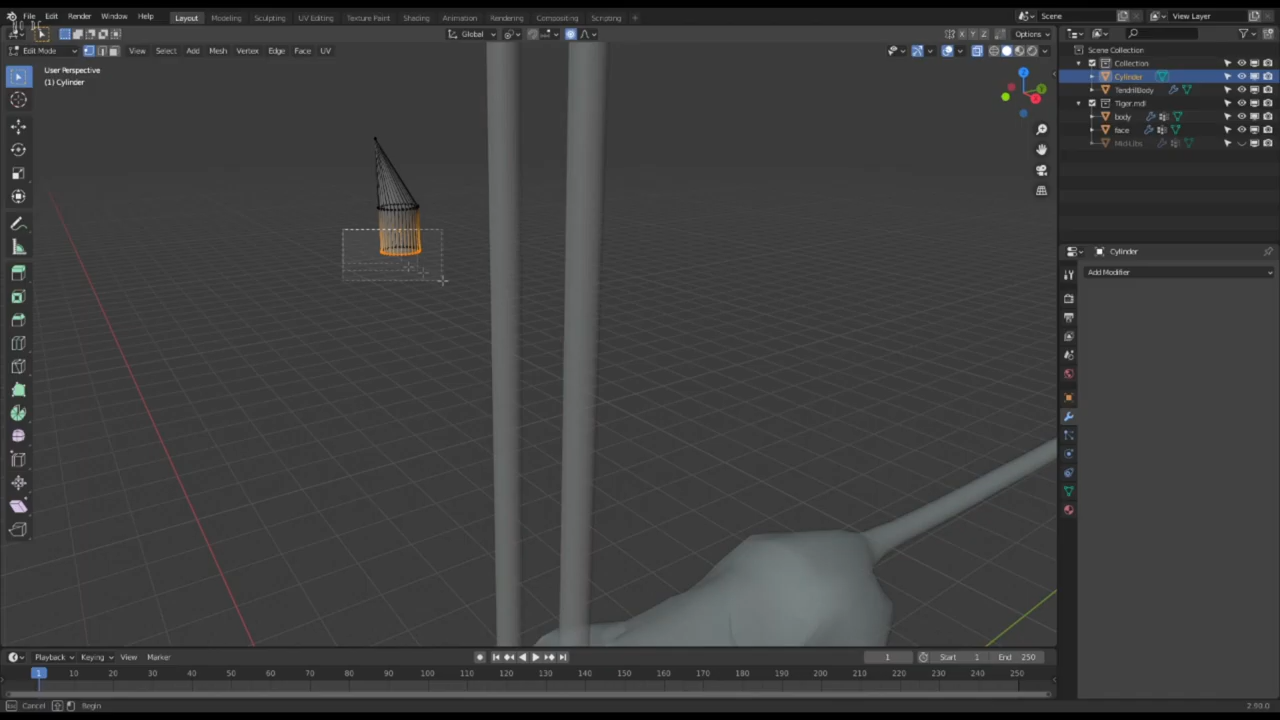 File Edit Render Window Help Layout Modeling Sculpting UV Editing Texture Paint Shading Animation Rendering Compositing Scripting + Scene View Layer
Global Options
Edit Mode View Select Add Mesh Vertex Edge Face UV
User Perspective
(1) Cylinder
Scene Collection
Collection
Cylinder
TendrilBody
Tiger.mdl
body
face
Cylinder
Add Modifier
Playback Keying View Marker 1 Start 1 End 250
1 10 20 30 40 50 60 70 80 90 100 110 120 130 140 150 160 170 180 190 200 210 220 230 240 250
Cancel Begin 2.90.0